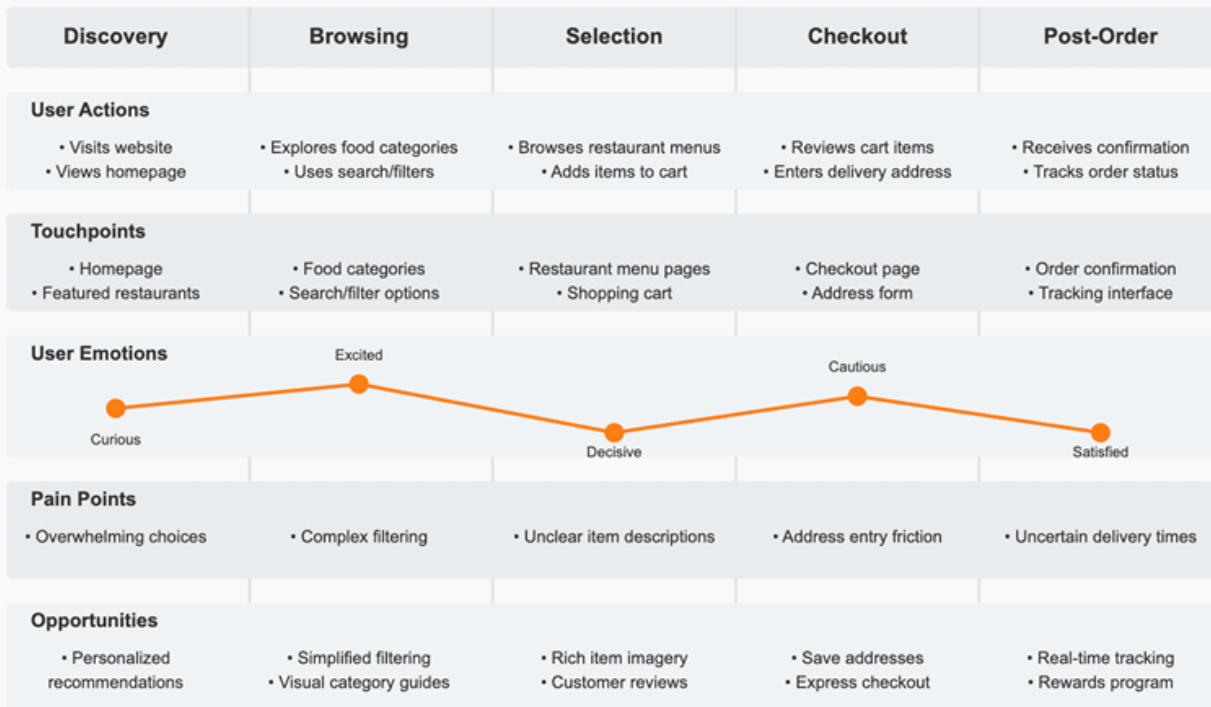 Discovery Browsing Selection Checkout Post-Order
User Actions
• Visits website • Explores food categories • Browses restaurant menus • Reviews cart items • Receives confirmation
• Views homepage • Uses search/filters • Adds items to cart • Enters delivery address • Tracks order status
Touchpoints
• Homepage • Food categories • Restaurant menu pages • Checkout page • Order confirmation
• Featured restaurants • Search/filter options • Shopping cart • Address form • Tracking interface
User Emotions
Excited
Cautious
Curious
Decisive
Satisfied
Pain Points
• Overwhelming choices • Complex filtering • Unclear item descriptions • Address entry friction • Uncertain delivery times
Opportunities
• Personalized • Simplified filtering • Rich item imagery • Save addresses • Real-time tracking
recommendations • Visual category guides • Customer reviews • Express checkout • Rewards program